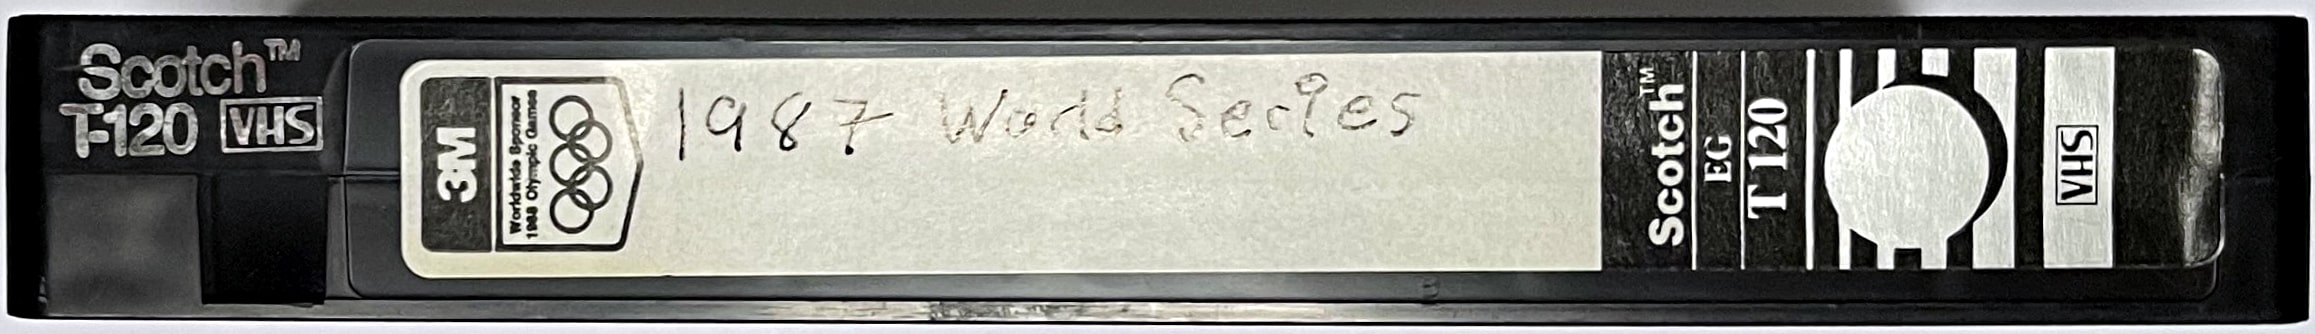 Scotch™
T-120 VHS
3M
Worldwide Sponsor
1988 Olympic Games
1987 World Series
Scotch™
EG
T 120
VHS